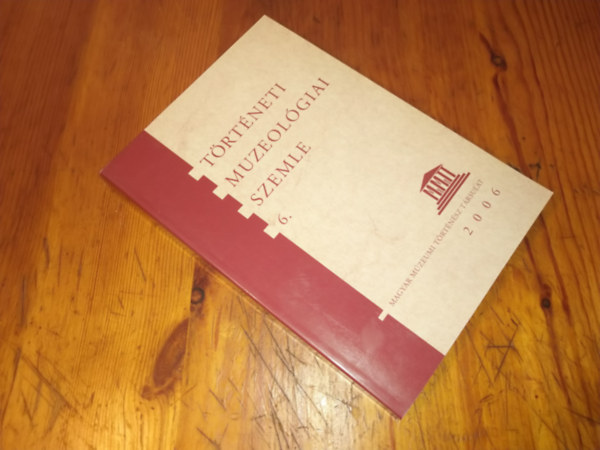 TÖRTÉNETI
MUZEOLÓGIAI
SZEMLE
6.
MAGYAR MÚZEUMI TÖRTÉNÉSZ TÁRSULAT
2006